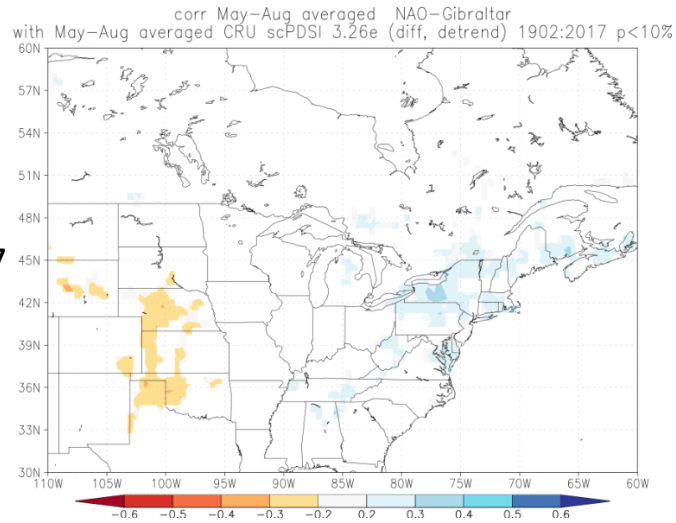 corr May-Aug averaged NAO-Gibraltar
with May-Aug averaged CRU scPDSI 3.26e (diff, detrend) 1902:2017 p<10%
60N
57N
54N
51N
48N
7
45N
42N
39N
36N
33N
30N
110W 105W 100W 95W 90W 85W 80W 75W 70W 65W 60W
-0.6 -0.5 -0.4 -0.3 -0.2 0.2 0.3 0.4 0.5 0.6